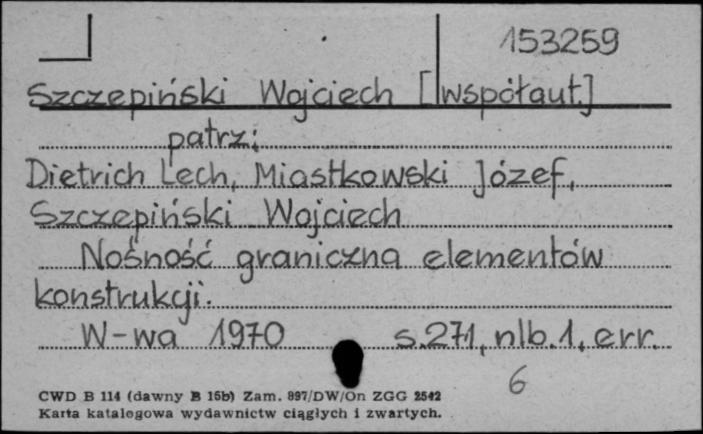 153259
Szczepiński Wojciech [współaut.]
patrz:
Dietrich Lech, Miastkowski Józef,
Szczepiński Wojciech
Nośność graniczna elementów
konstrukcji.
W-wa 1970 s.271, nlb.1, err.
6
CWD B 114 (dawny B 15b) Zam. 897/DW/On ZGG 2542
Karta katalogowa wydawnictw ciągłych i zwartych.